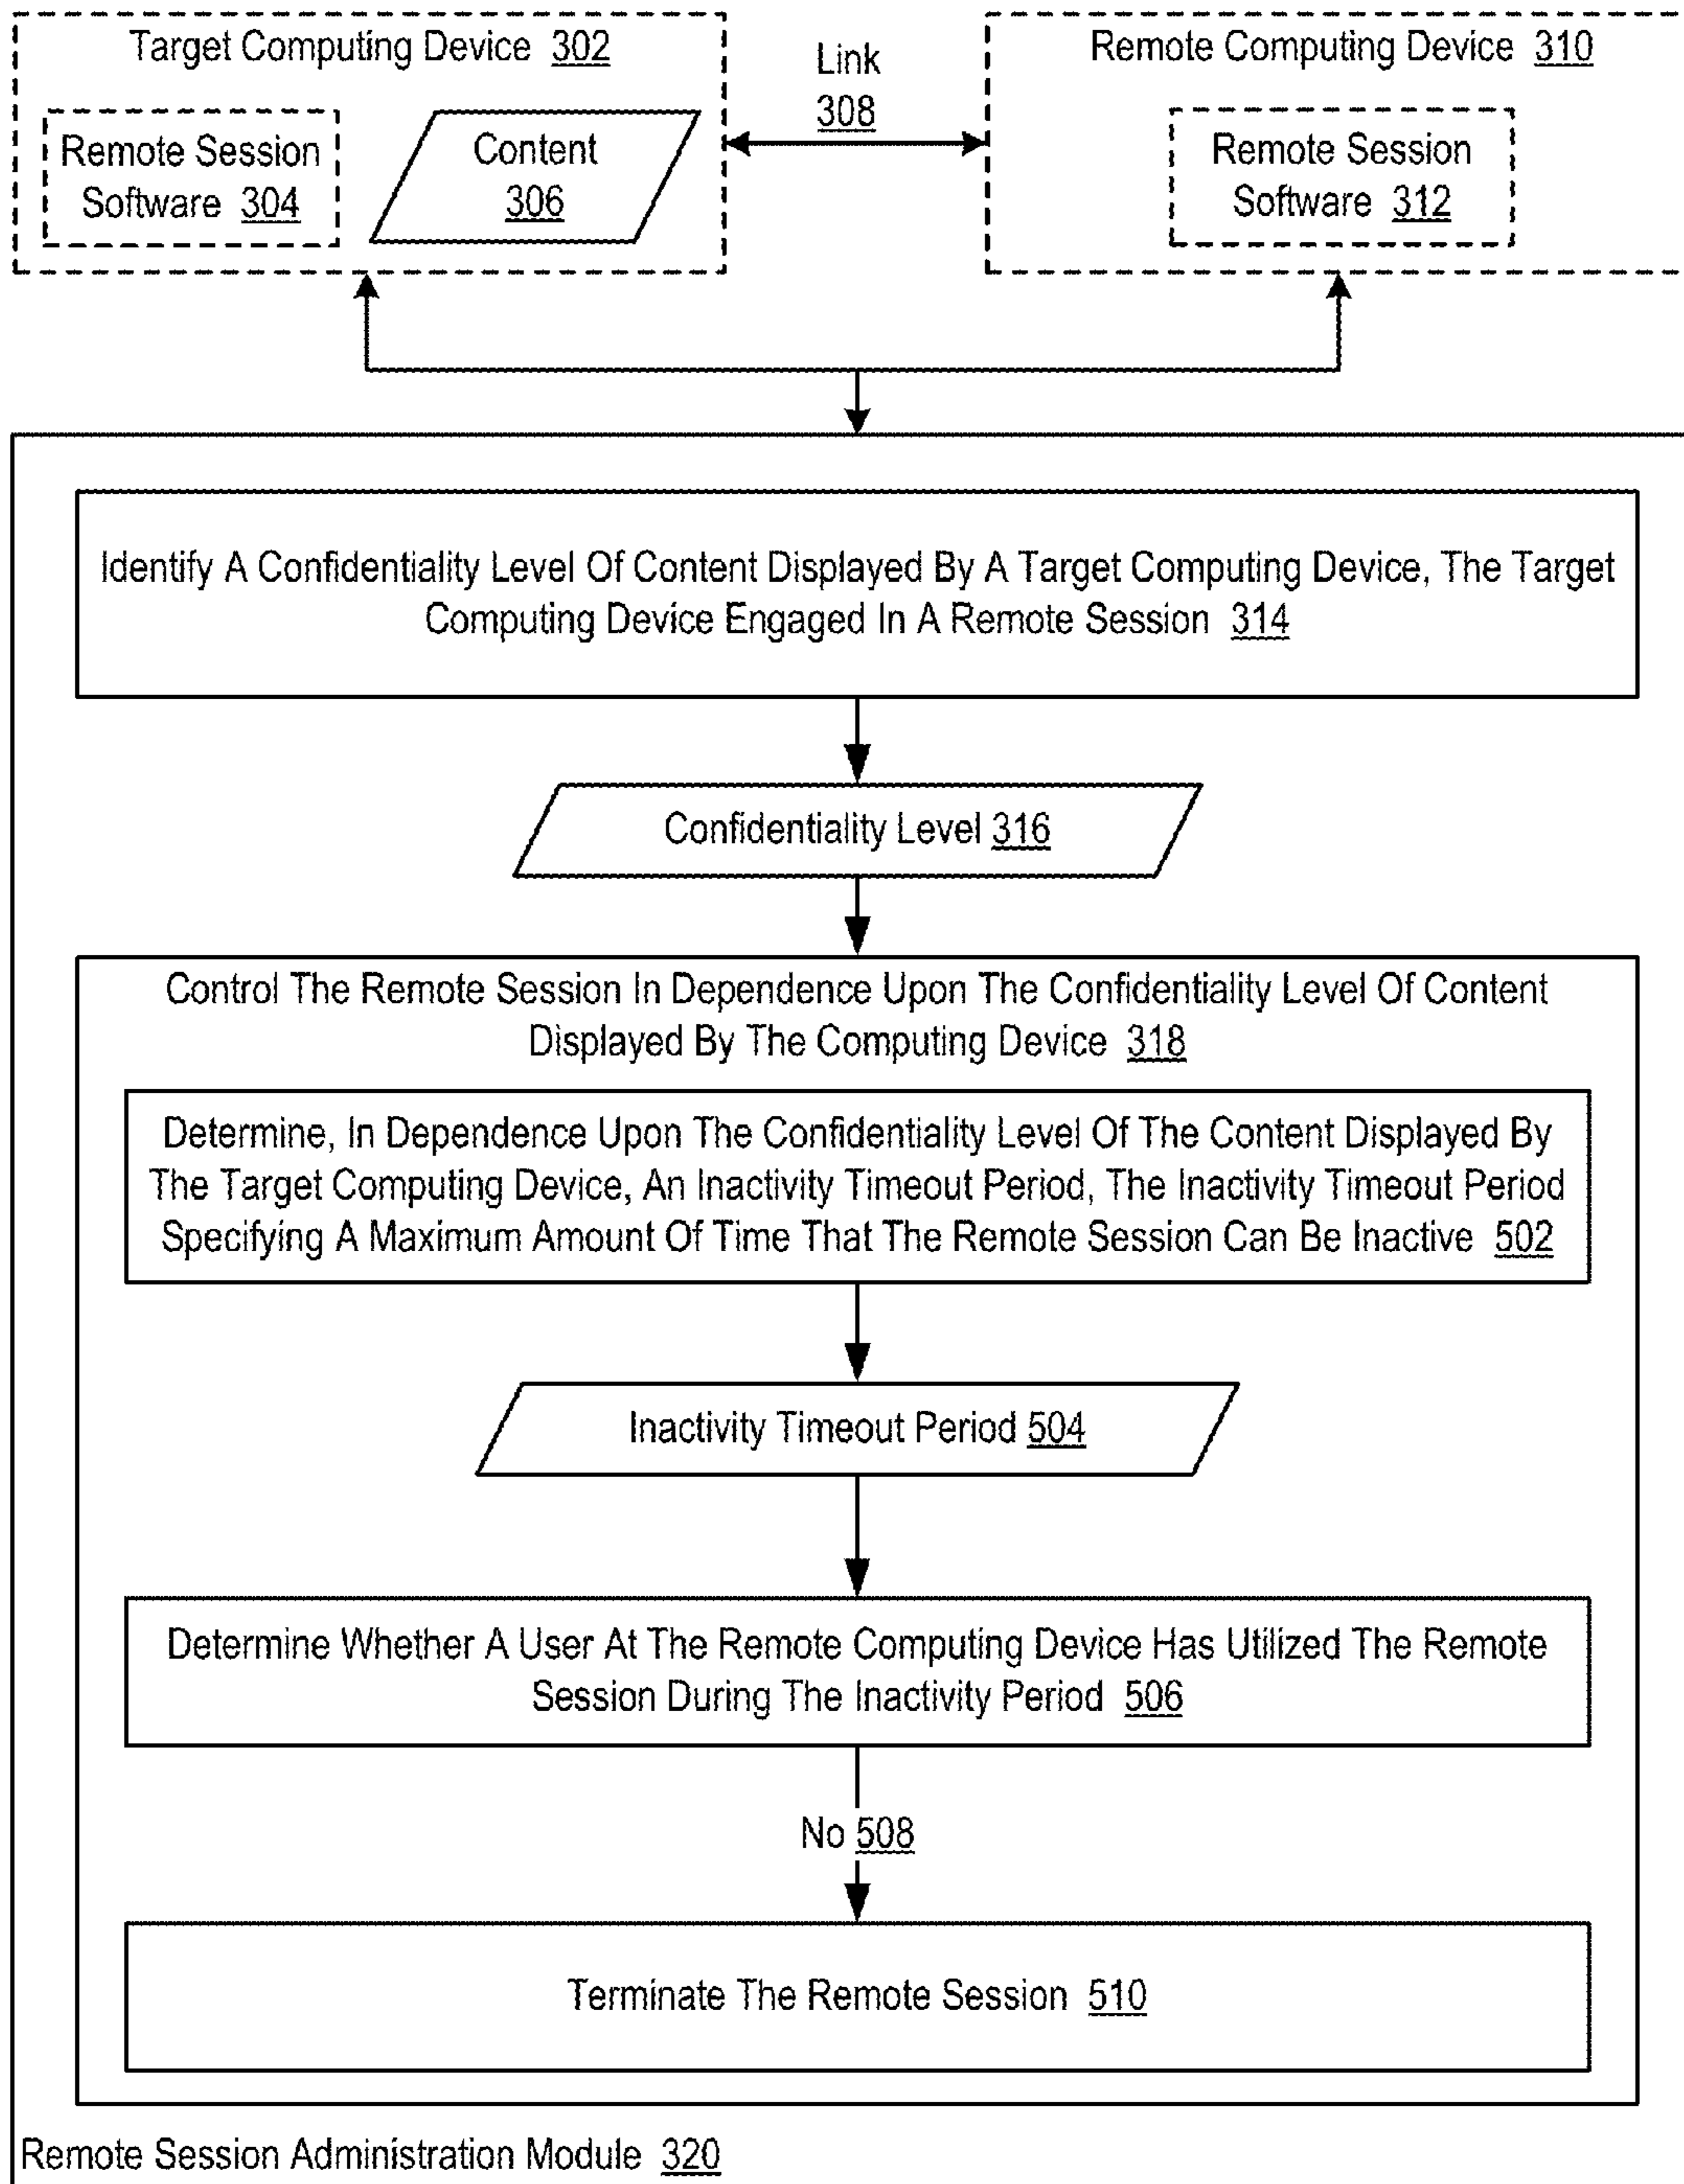 Target Computing Device 302
Link
308
Remote Computing Device 310
Remote Session
Software 304
Content
306
Remote Session
Software 312
Identify A Confidentiality Level Of Content Displayed By A Target Computing Device, The Target
Computing Device Engaged In A Remote Session 314
Confidentiality Level 316
Control The Remote Session In Dependence Upon The Confidentiality Level Of Content
Displayed By The Computing Device 318
Determine, In Dependence Upon The Confidentiality Level Of The Content Displayed By
The Target Computing Device, An Inactivity Timeout Period, The Inactivity Timeout Period
Specifying A Maximum Amount Of Time That The Remote Session Can Be Inactive 502
Inactivity Timeout Period 504
Determine Whether A User At The Remote Computing Device Has Utilized The Remote
Session During The Inactivity Period 506
No 508
Terminate The Remote Session 510
Remote Session Administration Module 320